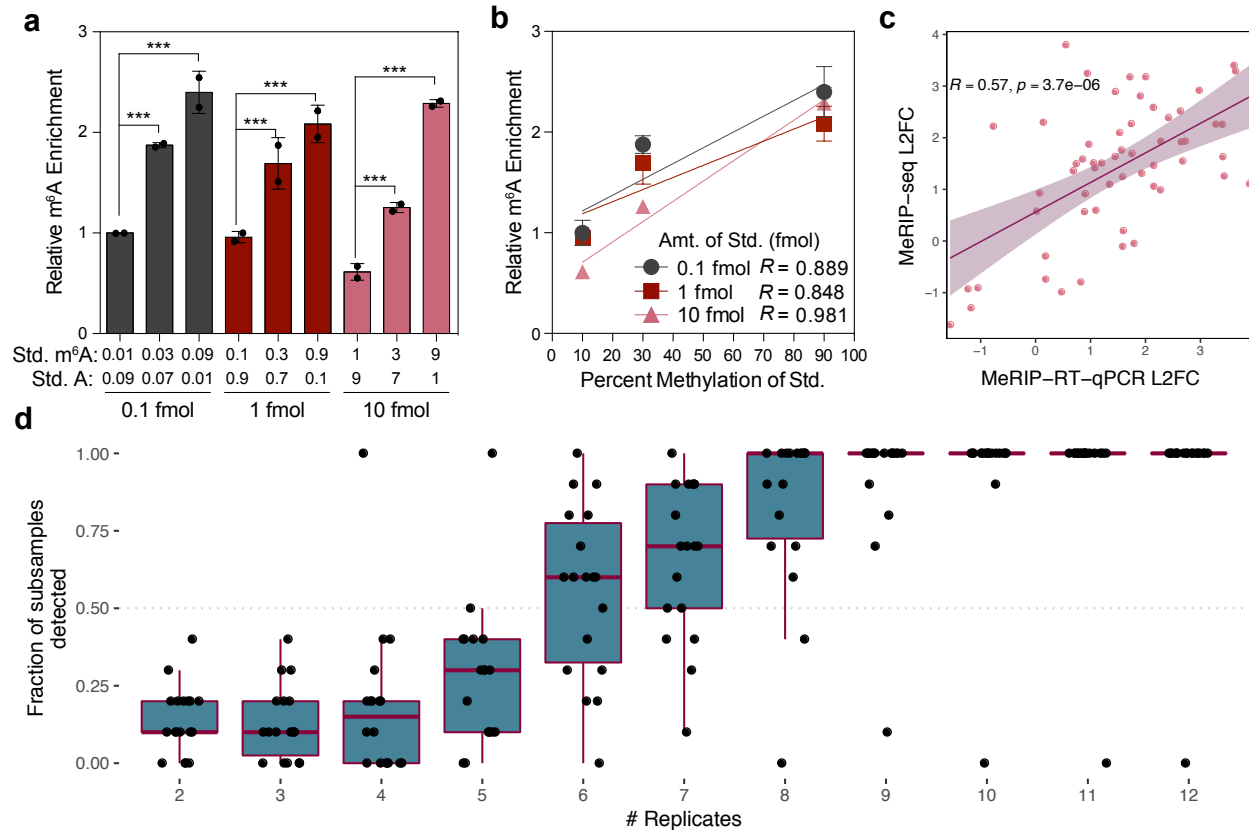 a
3
2
1
0
Relative m⁶A Enrichment
***
***
***
***
***
***
Std. m⁶A: 0.01 0.03 0.09 0.1 0.3 0.9 1 3 9
Std. A: 0.09 0.07 0.01 0.9 0.7 0.1 9 7 1
0.1 fmol 1 fmol 10 fmol
b
3
2
1
0
Relative m⁶A Enrichment
Amt. of Std. (fmol)
0.1 fmol R = 0.889
1 fmol R = 0.848
10 fmol R = 0.981
0 10 20 30 40 50 60 70 80 90 100
Percent Methylation of Std.
c
4
3
2
1
0
−1
MeRIP−seq L2FC
R = 0.57, p = 3.7e−06
−1 0 1 2 3
MeRIP−RT−qPCR L2FC
d
1.00
0.75
0.50
0.25
0.00
Fraction of subsamples
detected
2 3 4 5 6 7 8 9 10 11 12
# Replicates